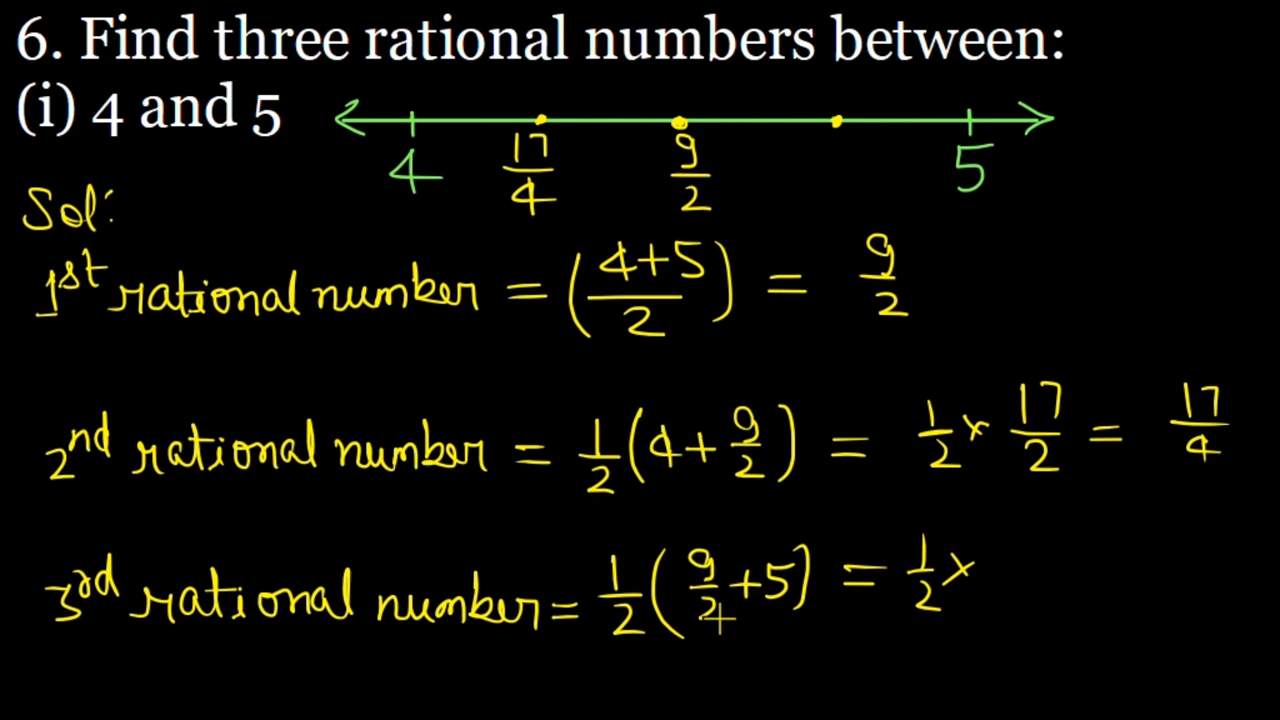 6. Find three rational numbers between:
(i) 4 and 5
4 17/4 9/2 5
Sol:
1st rational number = ((4+5)/2) = 9/2
2nd rational number = 1/2 (4 + 9/2) = 1/2 × 17/2 = 17/4
3rd rational number = 1/2 (9/2 + 5) = 1/2 ×